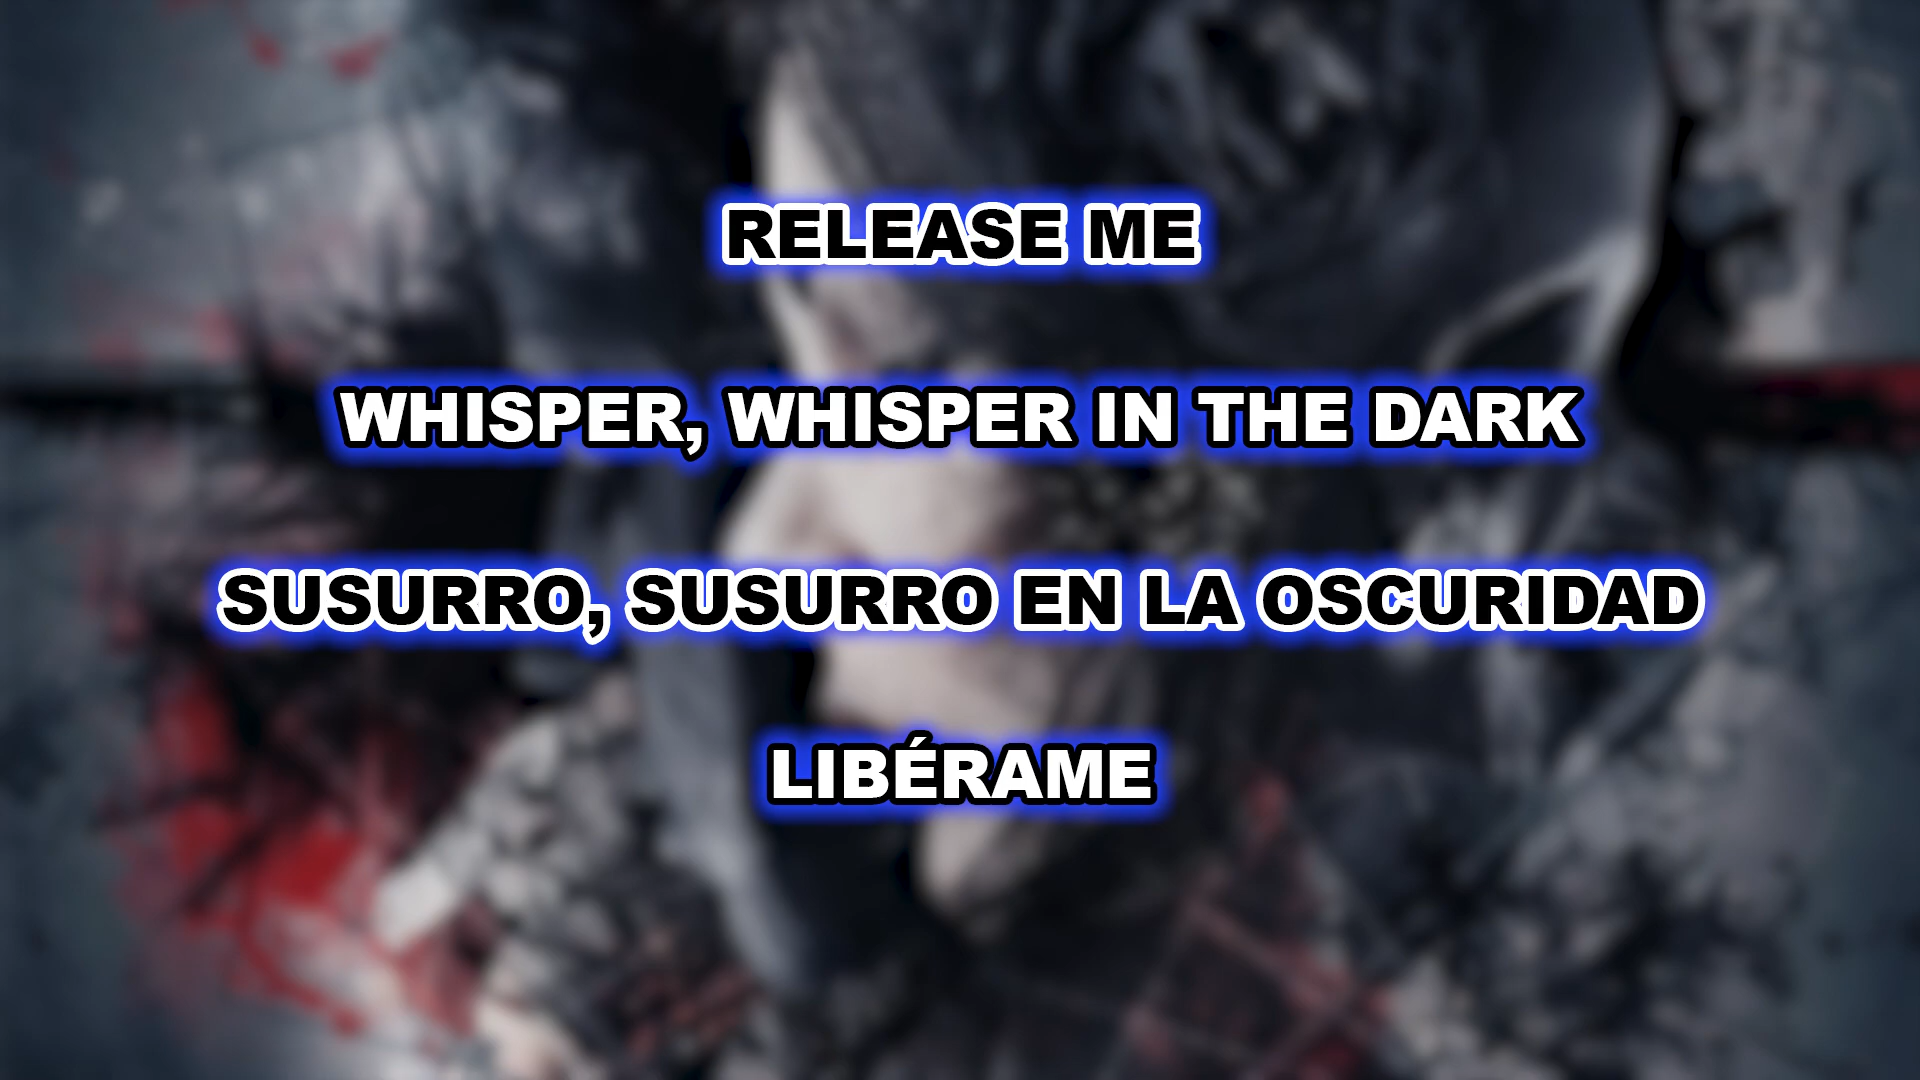 RELEASE ME
WHISPER, WHISPER IN THE DARK
SUSURRO, SUSURRO EN LA OSCURIDAD
LIBÉRAME